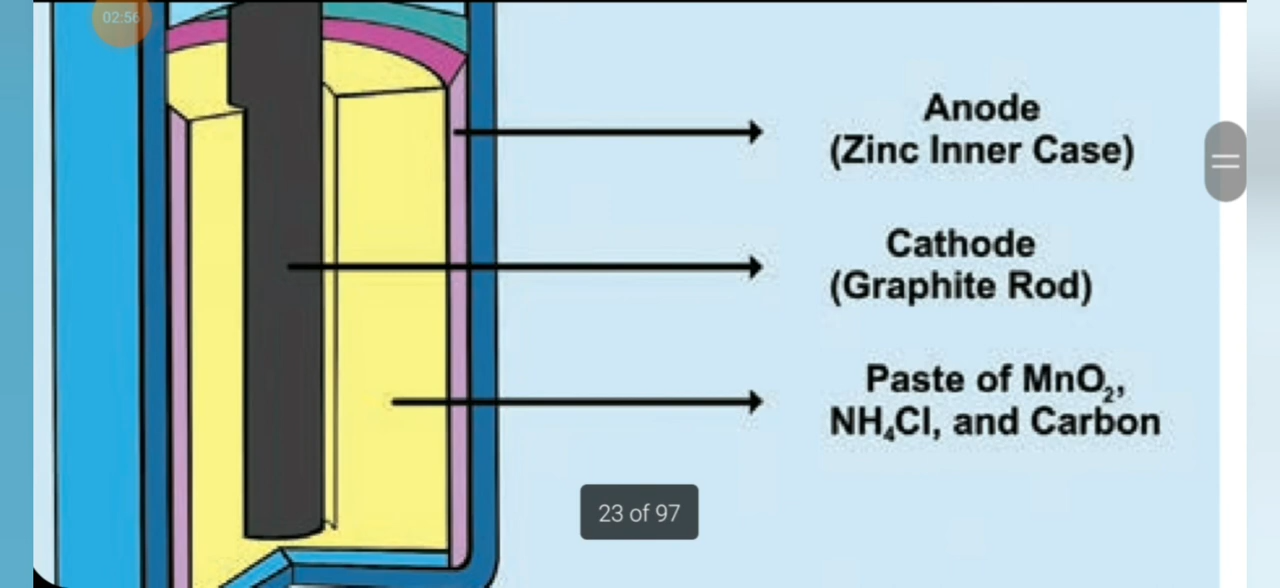 02:56
Anode
(Zinc Inner Case)
Cathode
(Graphite Rod)
Paste of MnO₂,
NH₄Cl, and Carbon
23 of 97